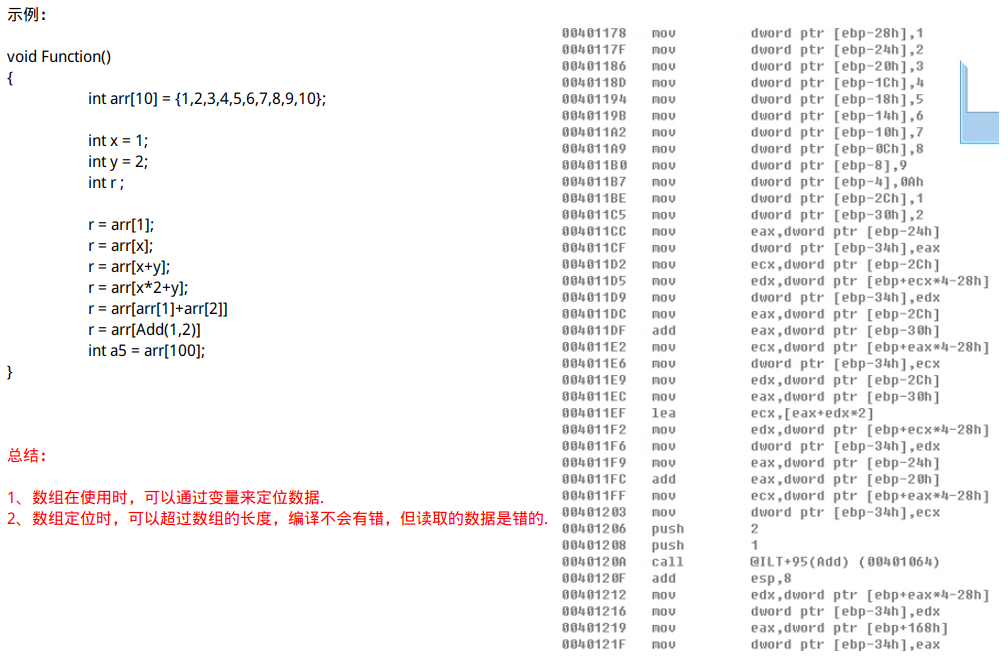 示例：
void Function()
{
int arr[10] = {1,2,3,4,5,6,7,8,9,10};
int x = 1;
int y = 2;
int r ;
r = arr[1];
r = arr[x];
r = arr[x+y];
r = arr[x*2+y];
r = arr[arr[1]+arr[2]]
r = arr[Add(1,2)]
int a5 = arr[100];
}
总结：
1、数组在使用时，可以通过变量来定位数据.
2、数组定位时，可以超过数组的长度，编译不会有错，但读取的数据是错的.
00401178 mov dword ptr [ebp-28h],1
0040117F mov dword ptr [ebp-24h],2
00401186 mov dword ptr [ebp-20h],3
0040118D mov dword ptr [ebp-1Ch],4
00401194 mov dword ptr [ebp-18h],5
0040119B mov dword ptr [ebp-14h],6
004011A2 mov dword ptr [ebp-10h],7
004011A9 mov dword ptr [ebp-0Ch],8
004011B0 mov dword ptr [ebp-8],9
004011B7 mov dword ptr [ebp-4],0Ah
004011BE mov dword ptr [ebp-2Ch],1
004011C5 mov dword ptr [ebp-30h],2
004011CC mov eax,dword ptr [ebp-24h]
004011CF mov dword ptr [ebp-34h],eax
004011D2 mov ecx,dword ptr [ebp-2Ch]
004011D5 mov edx,dword ptr [ebp+ecx*4-28h]
004011D9 mov dword ptr [ebp-34h],edx
004011DC mov eax,dword ptr [ebp-2Ch]
004011DF add eax,dword ptr [ebp-30h]
004011E2 mov ecx,dword ptr [ebp+eax*4-28h]
004011E6 mov dword ptr [ebp-34h],ecx
004011E9 mov edx,dword ptr [ebp-2Ch]
004011EC mov eax,dword ptr [ebp-30h]
004011EF lea ecx,[eax+edx*2]
004011F2 mov edx,dword ptr [ebp+ecx*4-28h]
004011F6 mov dword ptr [ebp-34h],edx
004011F9 mov eax,dword ptr [ebp-24h]
004011FC add eax,dword ptr [ebp-20h]
004011FF mov ecx,dword ptr [ebp+eax*4-28h]
00401203 mov dword ptr [ebp-34h],ecx
00401206 push 2
00401208 push 1
0040120A call @ILT+95(Add) (00401064)
0040120F add esp,8
00401212 mov edx,dword ptr [ebp+eax*4-28h]
00401216 mov dword ptr [ebp-34h],edx
00401219 mov eax,dword ptr [ebp+168h]
0040121F mov dword ptr [ebp-34h],eax